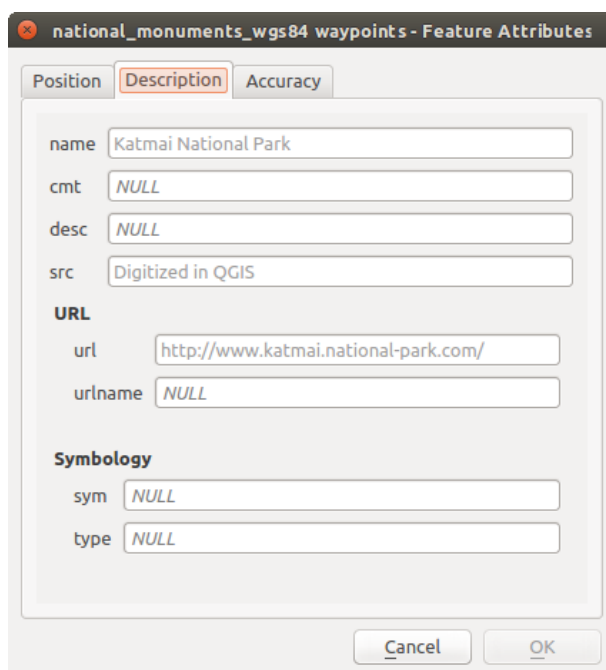 national_monuments_wgs84 waypoints - Feature Attributes
Position Description Accuracy
name Katmai National Park
cmt NULL
desc NULL
src Digitized in QGIS
URL
url http://www.katmai.national-park.com/
urlname NULL
Symbology
sym NULL
type NULL
Cancel OK